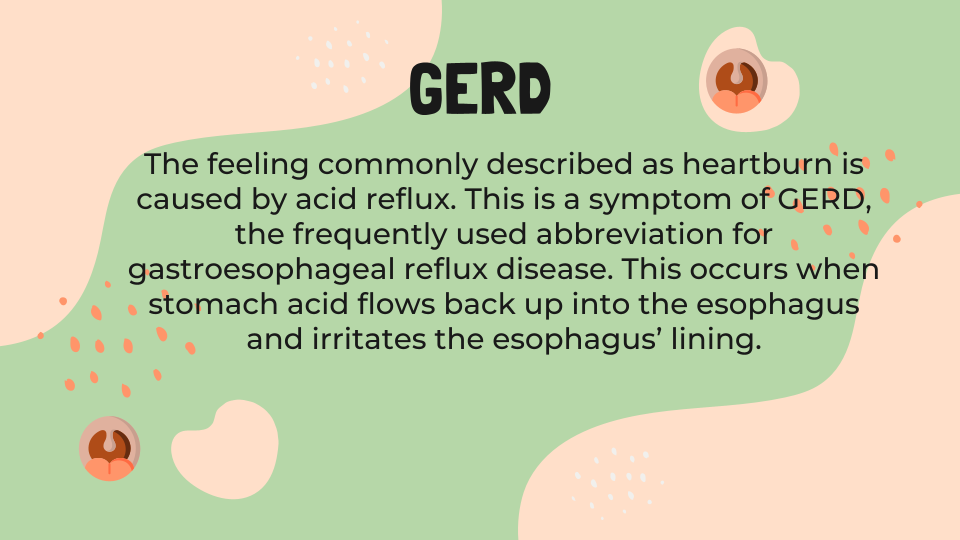 GERD
The feeling commonly described as heartburn is
caused by acid reflux. This is a symptom of GERD,
the frequently used abbreviation for
gastroesophageal reflux disease. This occurs when
stomach acid flows back up into the esophagus
and irritates the esophagus’ lining.